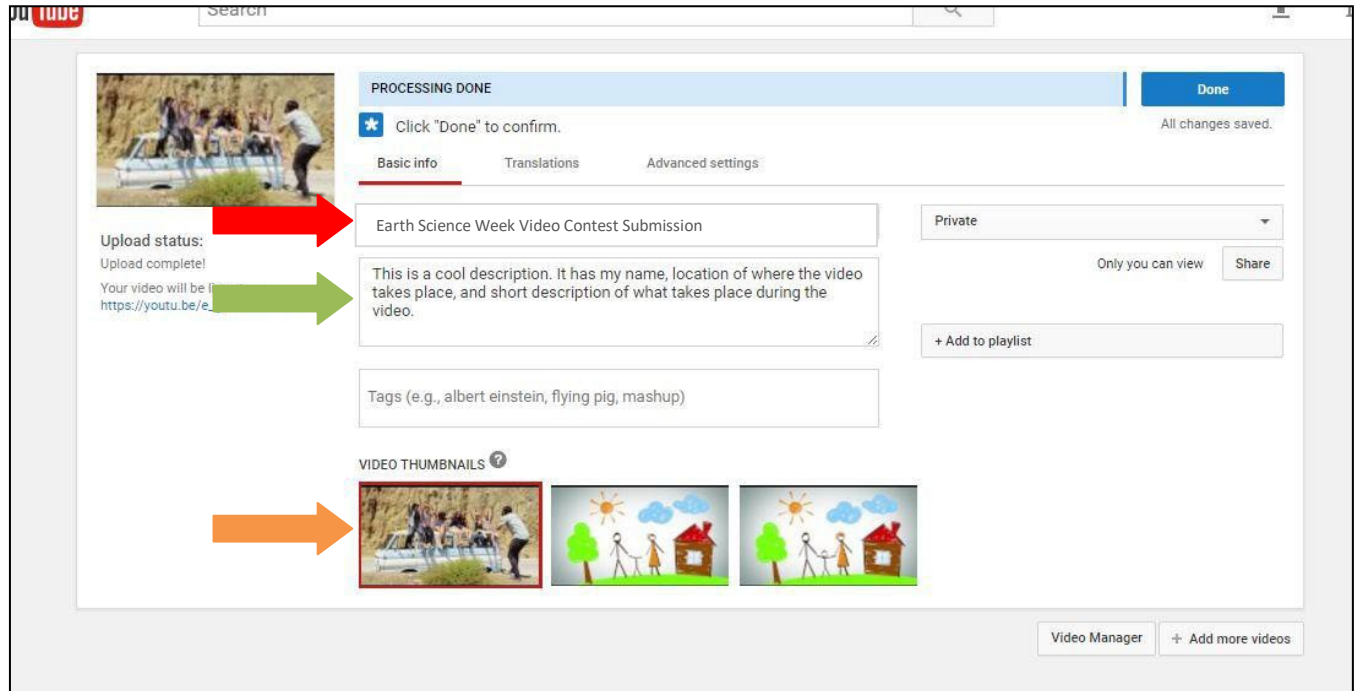 You Tube
Search
PROCESSING DONE
Done
Click "Done" to confirm.
All changes saved.
Basic info
Translations
Advanced settings
Earth Science Week Video Contest Submission
Private
Upload status:
Upload complete!
Your video will be
https://youtu.be/e_
This is a cool description. It has my name, location of where the video
takes place, and short description of what takes place during the
video.
Only you can view
Share
+ Add to playlist
Tags (e.g., albert einstein, flying pig, mashup)
VIDEO THUMBNAILS ?
Video Manager
+ Add more videos